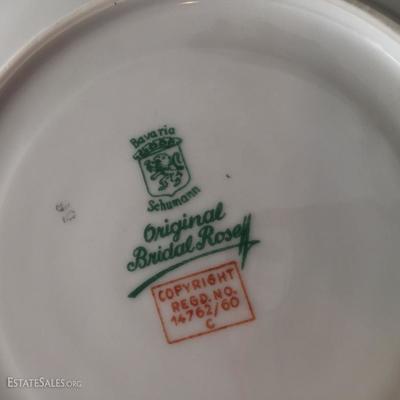 Bavaria
Schumann
Original
Bridal Rose
COPYRIGHT
REGD. NO.
14762/60
C
ESTATESALES.ORG